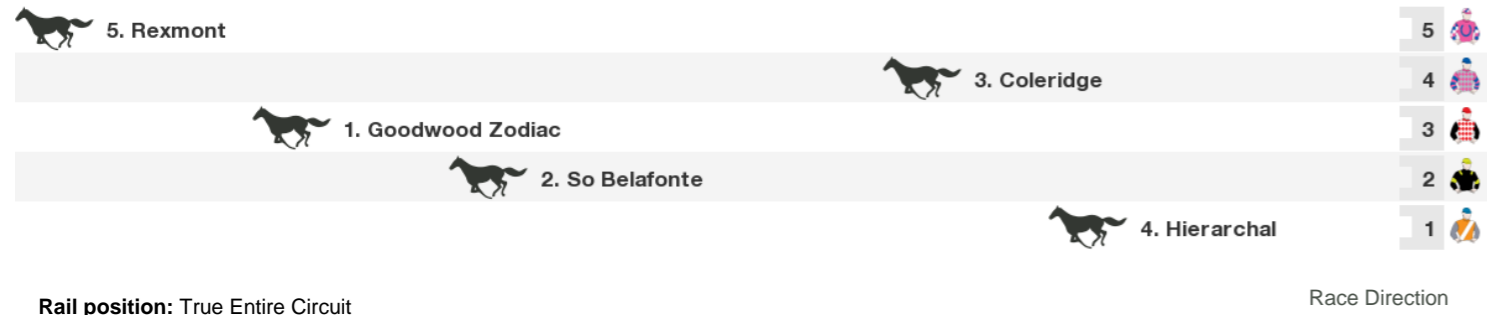 5. Rexmont 5
3. Coleridge 4
1. Goodwood Zodiac 3
2. So Belafonte 2
4. Hierarchal 1
Race Direction
Rail position: True Entire Circuit